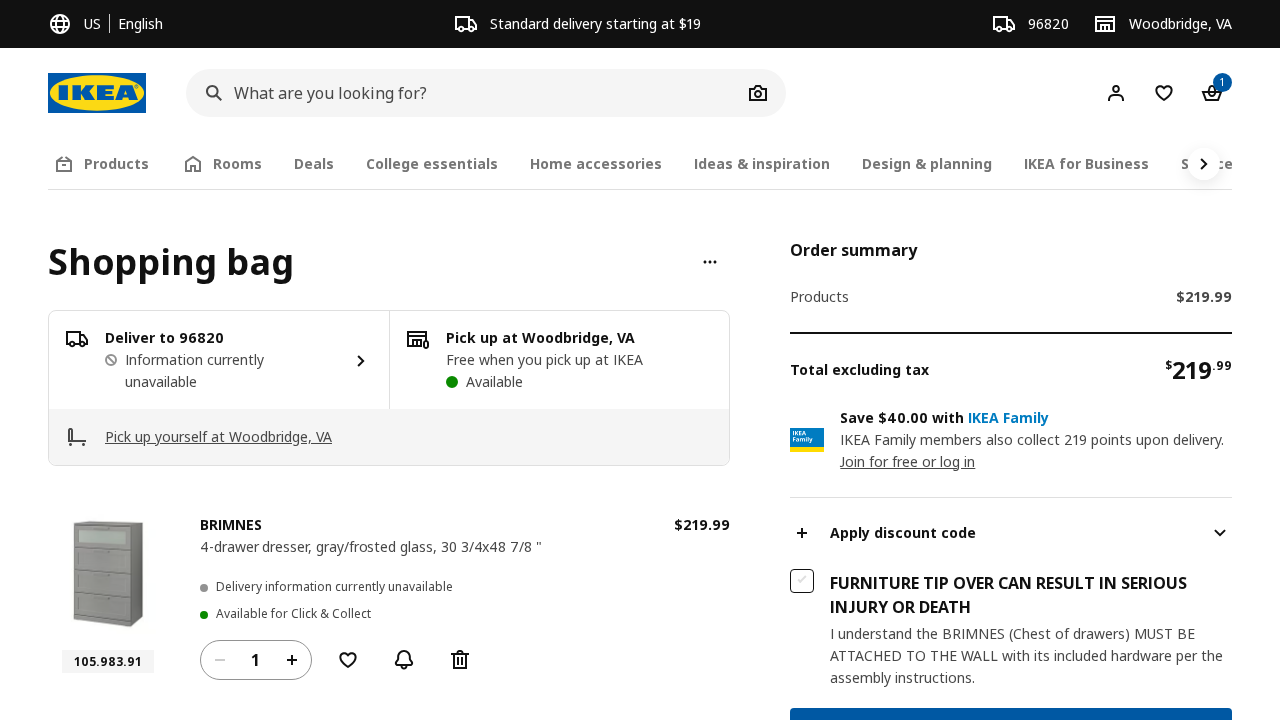 US
English
Standard delivery starting at $19
96820
Woodbridge, VA
IKEA
What are you looking for?
1
Products
Rooms
Deals
College essentials
Home accessories
Ideas & inspiration
Design & planning
IKEA for Business
Shopping bag
Deliver to 96820
Information currently
unavailable
Pick up at Woodbridge, VA
Free when you pick up at IKEA
Available
Pick up yourself at Woodbridge, VA
BRIMNES
$219.99
4-drawer dresser, gray/frosted glass, 30 3/4x48 7/8 "
Delivery information currently unavailable
Available for Click & Collect
105.983.91
1
Order summary
Products
$219.99
Total excluding tax
$219.99
IKEA
Family
Save $40.00 with IKEA Family
IKEA Family members also collect 219 points upon delivery.
Join for free or log in
Apply discount code
FURNITURE TIP OVER CAN RESULT IN SERIOUS
INJURY OR DEATH
I understand the BRIMNES (Chest of drawers) MUST BE
ATTACHED TO THE WALL with its included hardware per the
assembly instructions.